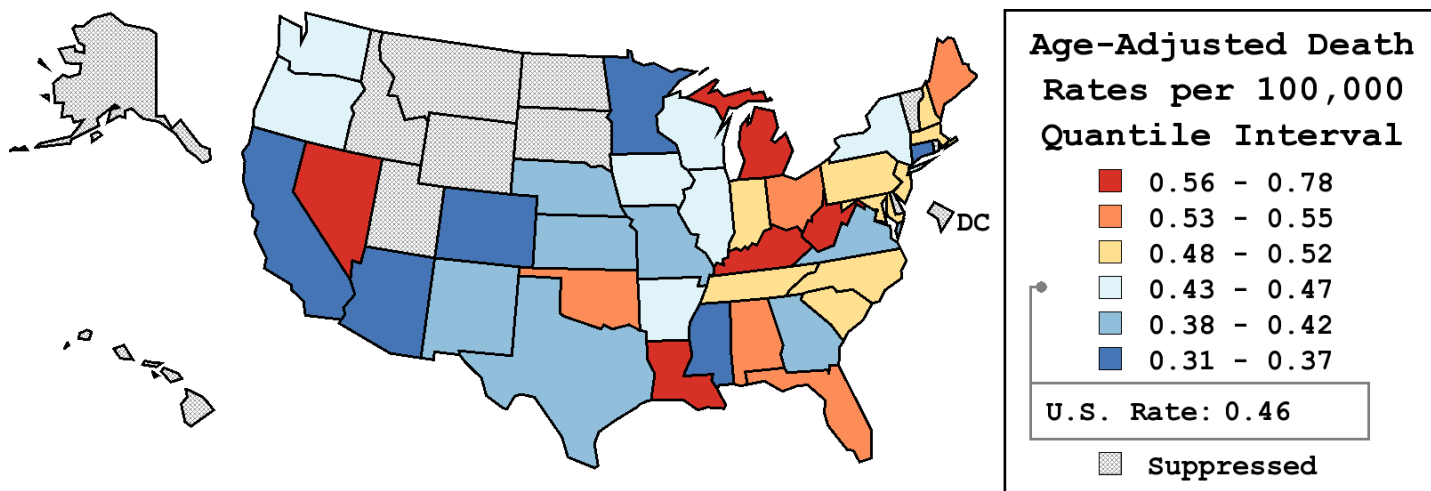 Age-Adjusted Death
Rates per 100,000
Quantile Interval
0.56 - 0.78
0.53 - 0.55
0.48 - 0.52
DC
0.43 - 0.47
0.38 - 0.42
0.31 - 0.37
U.S. Rate: 0.46
Suppressed